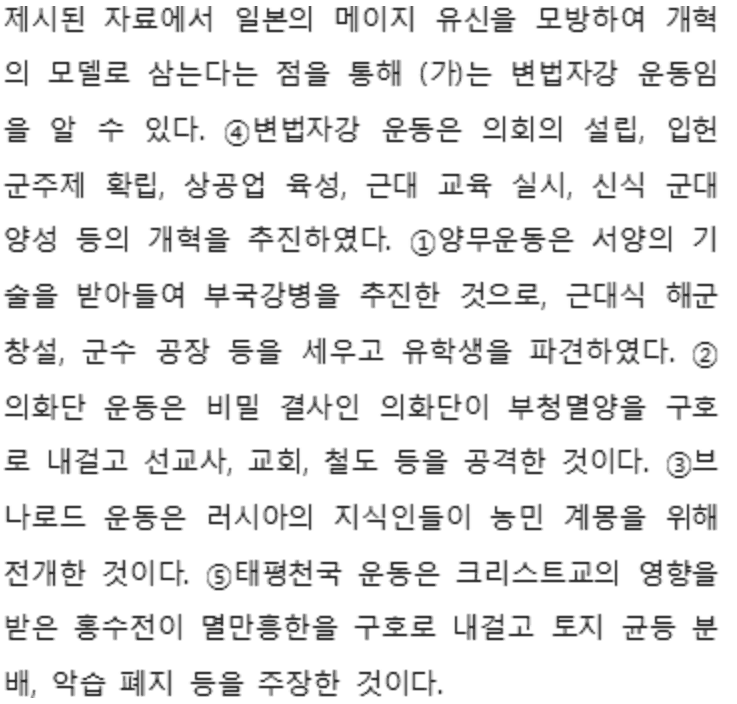 제시된 자료에서 일본의 메이지 유신을 모방하여 개혁
의 모델로 삼는다는 점을 통해 (가)는 변법자강 운동임
을 알 수 있다. ④변법자강 운동은 의회의 설립, 입헌
군주제 확립, 상공업 육성, 근대 교육 실시, 신식 군대
양성 등의 개혁을 추진하였다. ①양무운동은 서양의 기
술을 받아들여 부국강병을 추진한 것으로, 근대식 해군
창설, 군수 공장 등을 세우고 유학생을 파견하였다. ②
의화단 운동은 비밀 결사인 의화단이 부청멸양을 구호
로 내걸고 선교사, 교회, 철도 등을 공격한 것이다. ③브
나로드 운동은 러시아의 지식인들이 농민 계몽을 위해
전개한 것이다. ⑤태평천국 운동은 크리스트교의 영향을
받은 홍수전이 멸만흥한을 구호로 내걸고 토지 균등 분
배, 악습 폐지 등을 주장한 것이다.